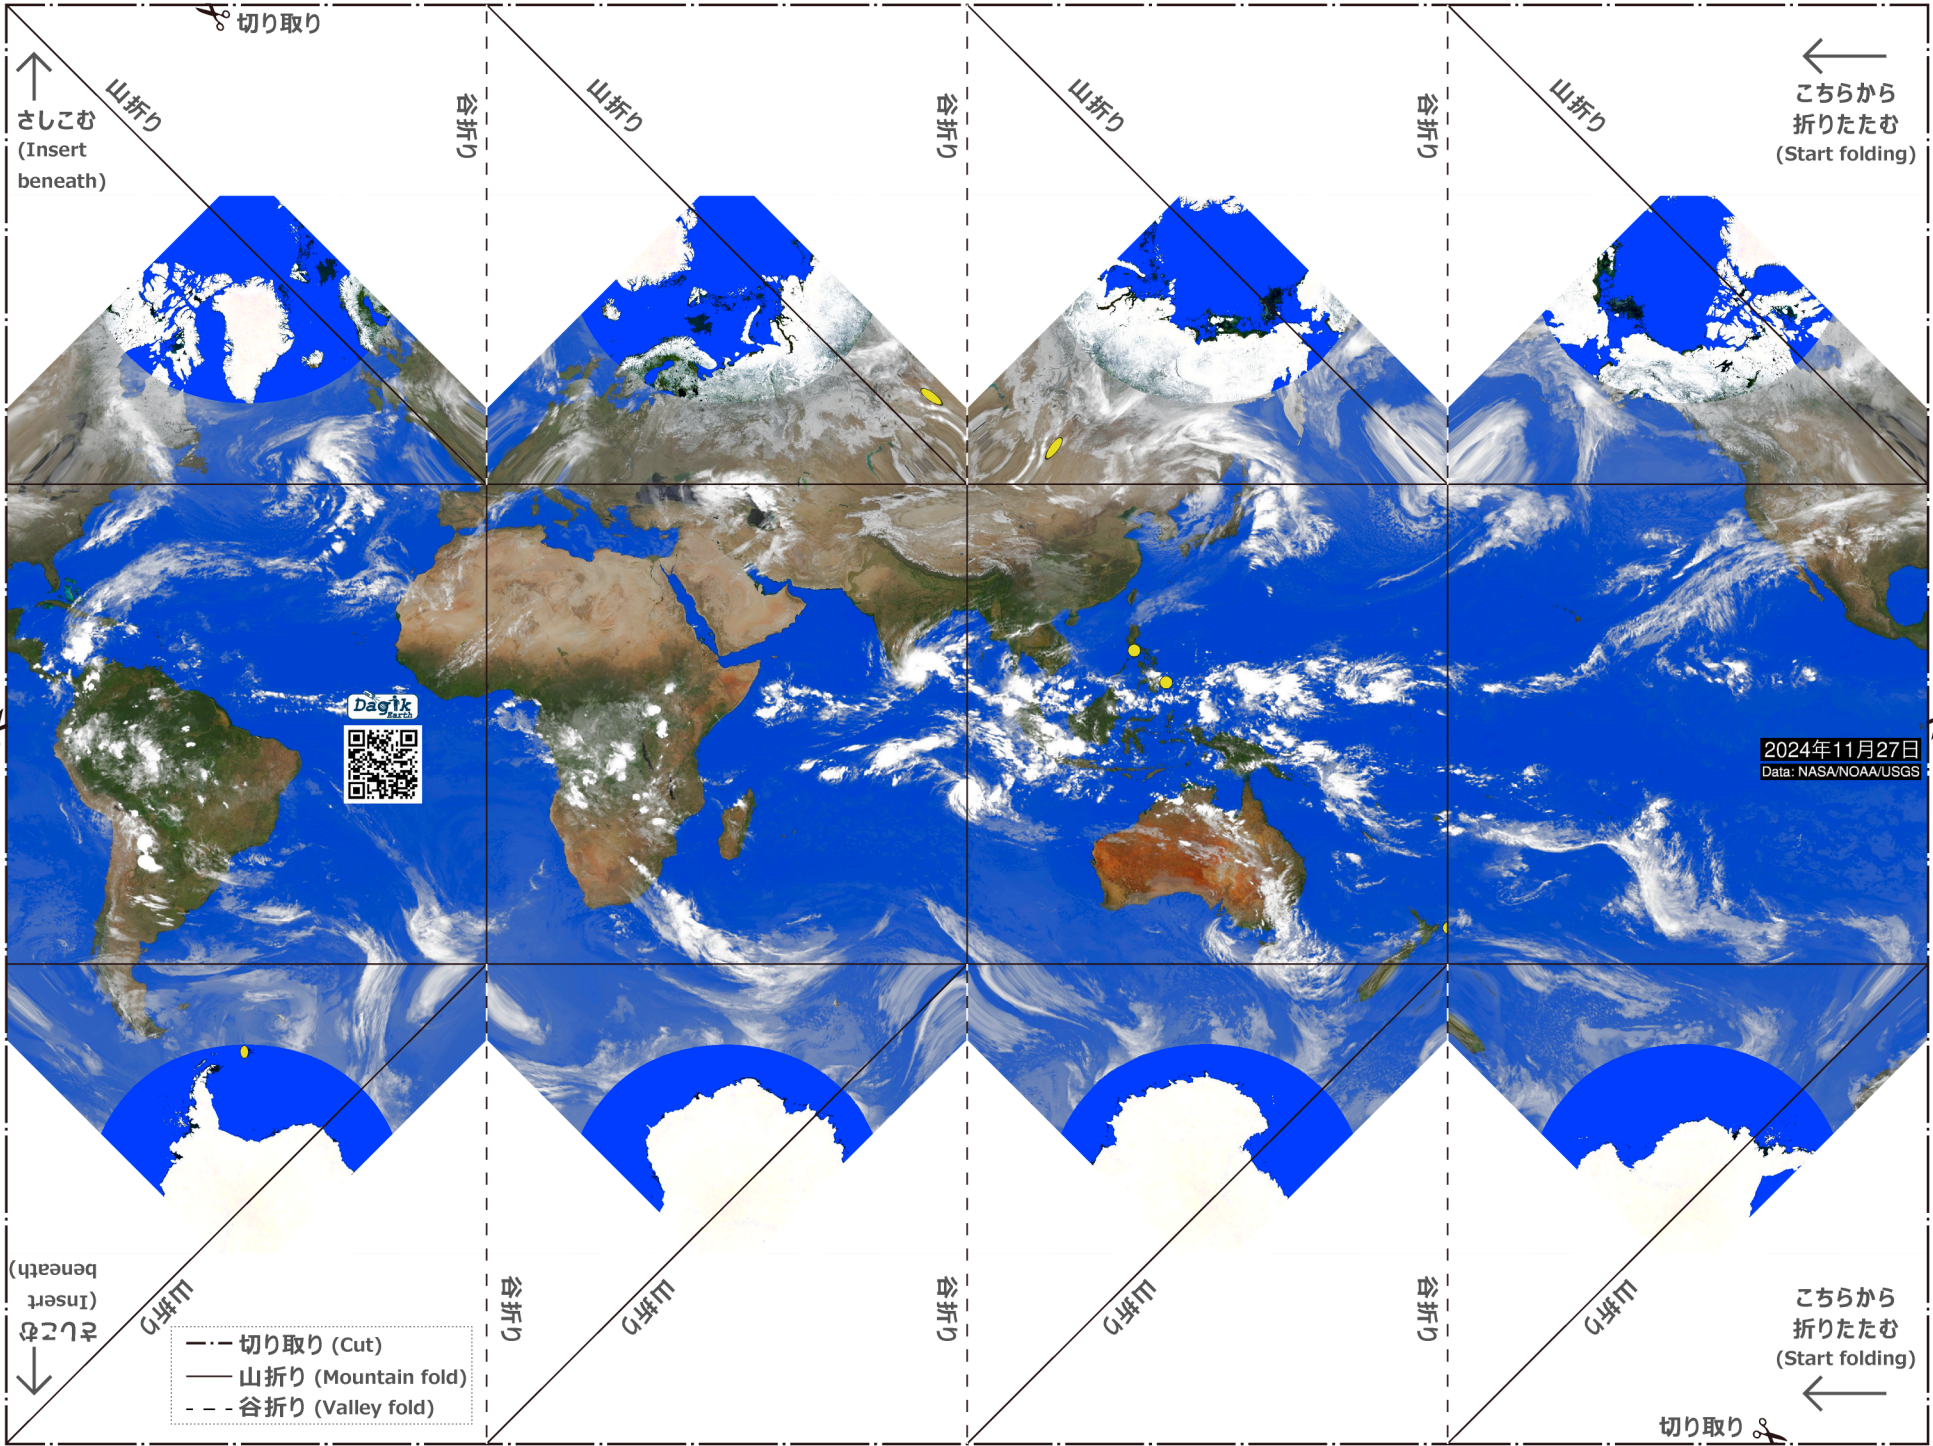 切り取り
山折り
谷折り
山折り
谷折り
山折り
谷折り
山折り
さしこむ
(Insert
beneath)
こちらから
折りたたむ
(Start folding)
Dagik
Earth
2024年11月27日
Data: NASA/NOAA/USGS
さしこむ
(Insert
beneath)
山折り
谷折り
山折り
谷折り
山折り
谷折り
山折り
切り取り (Cut)
山折り (Mountain fold)
谷折り (Valley fold)
こちらから
折りたたむ
(Start folding)
切り取り